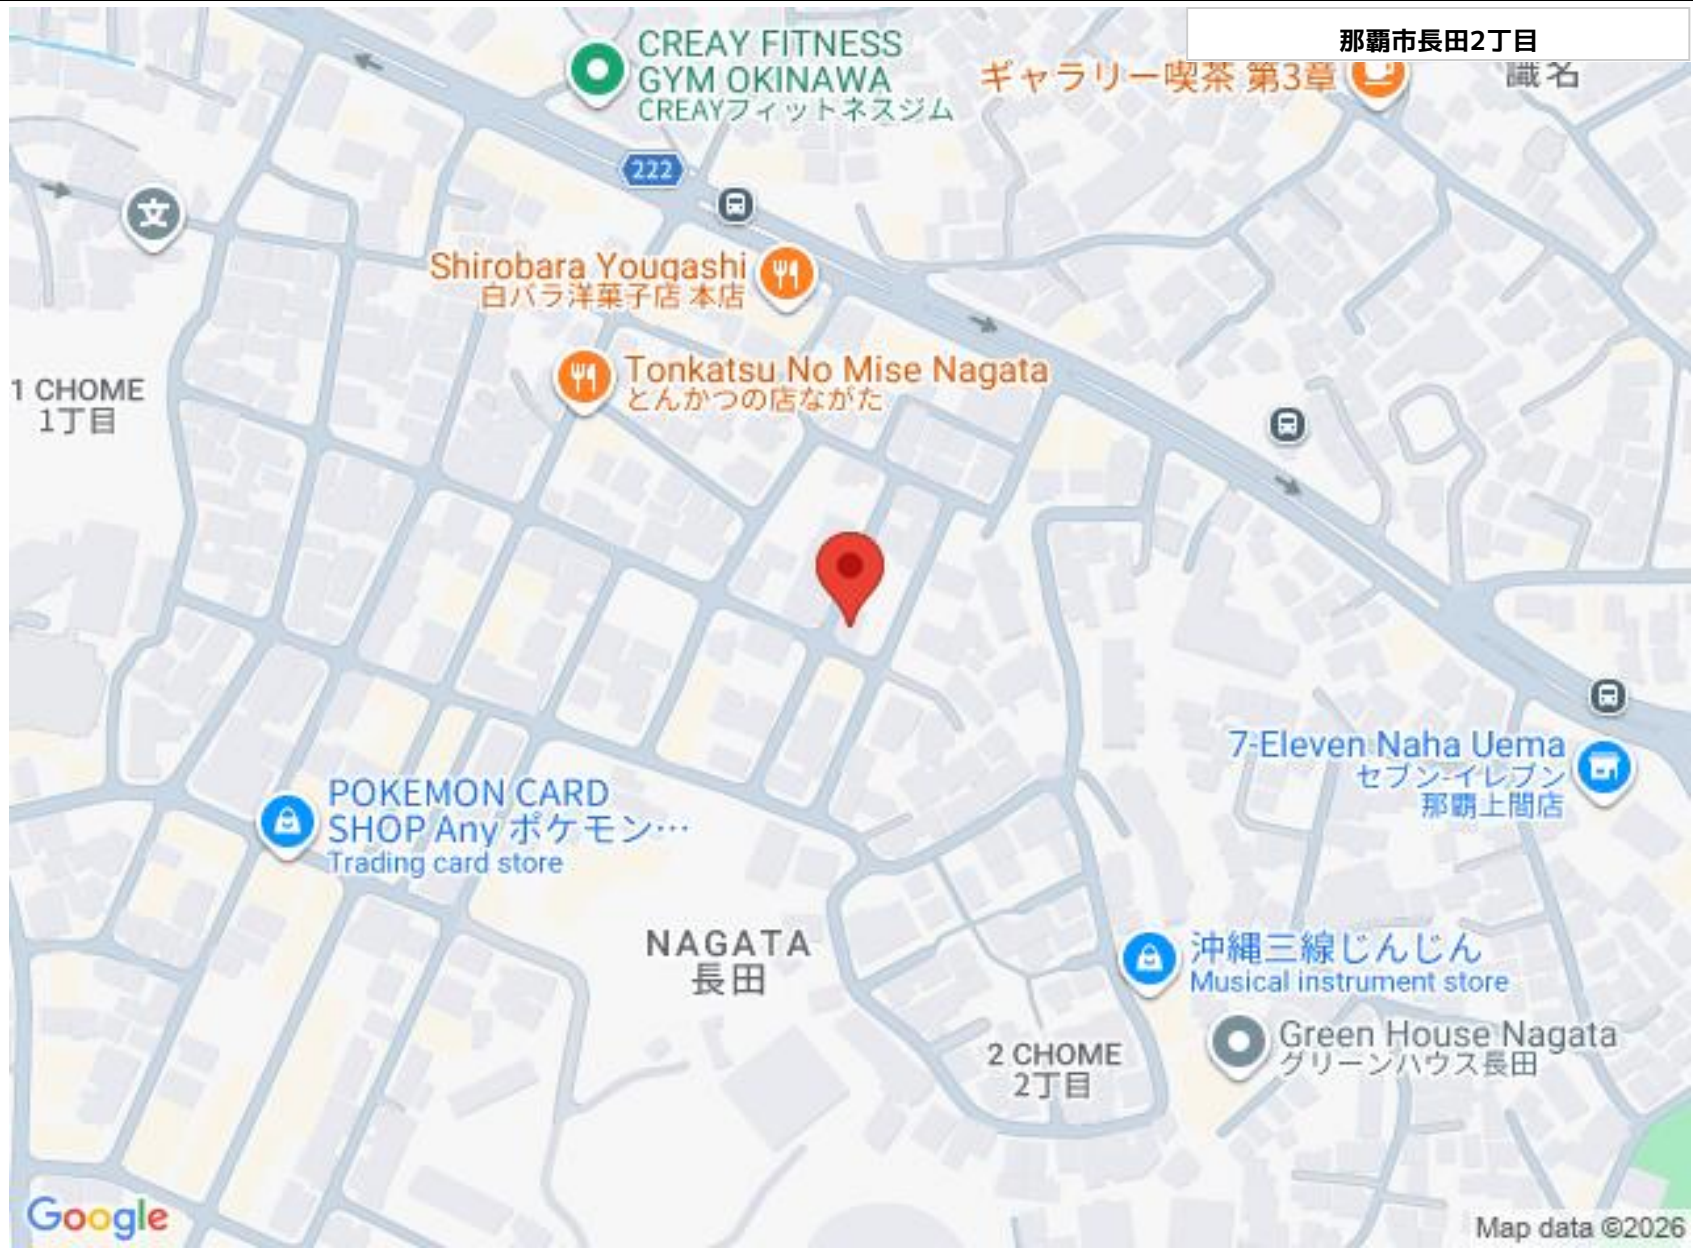 那覇市長田2丁目
CREAY FITNESS
GYM OKINAWA
CREAYフィットネスジム
ギャラリー喫茶 第3章
識名
222
文
Shirobara Yougashi
白バラ洋菓子店 本店
Tonkatsu No Mise Nagata
とんかつの店ながた
1 CHOME
1丁目
7-Eleven Naha Uema
セブン-イレブン
那覇上間店
POKEMON CARD
SHOP Any ポケモン…
Trading card store
NAGATA
長田
沖縄三線じんじん
Musical instrument store
Green House Nagata
グリーンハウス長田
2 CHOME
2丁目
Google
Map data ©2026